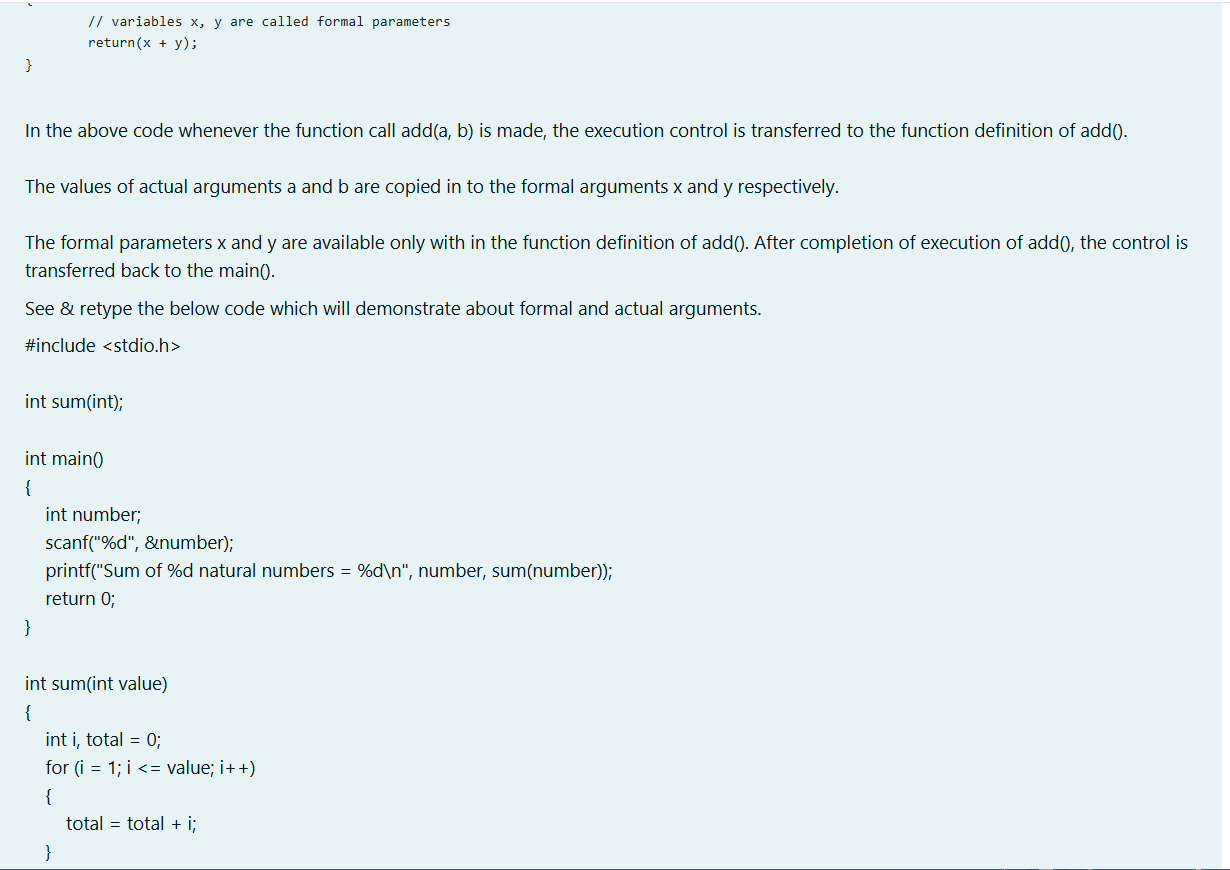 // variables x, y are called formal parameters
return(x + y);
}
In the above code whenever the function call add(a, b) is made, the execution control is transferred to the function definition of add().
The values of actual arguments a and b are copied in to the formal arguments x and y respectively.
The formal parameters x and y are available only with in the function definition of add(). After completion of execution of add(), the control is
transferred back to the main().
See & retype the below code which will demonstrate about formal and actual arguments.
#include <stdio.h>
int sum(int);
int main()
{
int number;
scanf("%d", &number);
printf("Sum of %d natural numbers = %d\n", number, sum(number));
return 0;
}
int sum(int value)
{
int i, total = 0;
for (i = 1; i <= value; i++)
{
total = total + i;
}